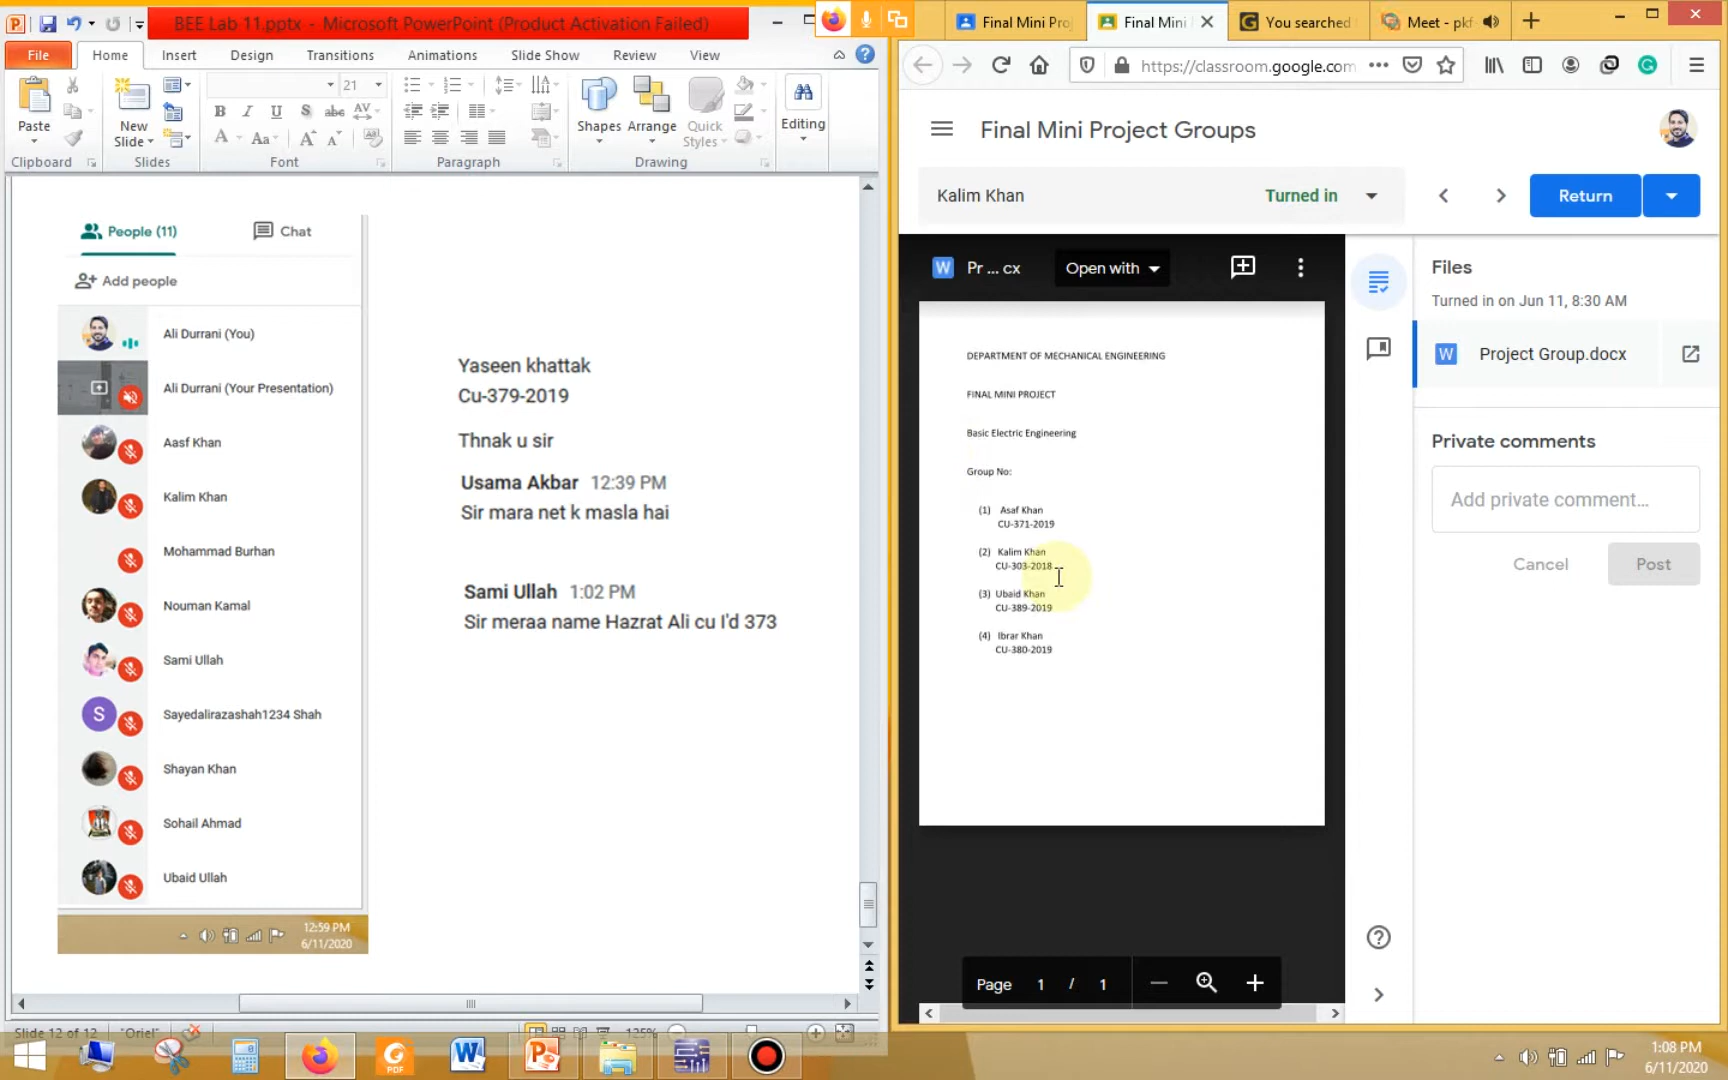 BEE Lab 11.pptx - Microsoft PowerPoint (Product Activation Failed)
File Home Insert Design Transitions Animations Slide Show Review View
Paste
New Slide
21
Shapes Arrange Quick Styles Editing
Clipboard Slides Font Paragraph Drawing
People (11) Chat
Add people
Ali Durrani (You)
Ali Durrani (Your Presentation)
Aasf Khan
Kalim Khan
Mohammad Burhan
Nouman Kamal
Sami Ullah
S Sayedalirazashah1234 Shah
Shayan Khan
Sohail Ahmad
Ubaid Ullah
12:59 PM
6/11/2020
Yaseen khattak
Cu-379-2019
Thnak u sir
Usama Akbar 12:39 PM
Sir mara net k masla hai
Sami Ullah 1:02 PM
Sir meraa name Hazrat Ali cu I'd 373
Slide 12 of 12 "Oriel" 125%
Final Mini Pro Final Mini You searched Meet - pkf
https://classroom.google.com
Final Mini Project Groups
Kalim Khan Turned in Return
W Pr ... cx Open with
DEPARTMENT OF MECHANICAL ENGINEERING
FINAL MINI PROJECT
Basic Electric Engineering
Group No:
(1) Asaf Khan
CU-371-2019
(2) Kalim Khan
CU-303-2018
(3) Ubaid Khan
CU-389-2019
(4) Ibrar Khan
CU-380-2019
Page 1 / 1
Files
Turned in on Jun 11, 8:30 AM
W Project Group.docx
Private comments
Add private comment...
Cancel Post
PDF
1:08 PM
6/11/2020